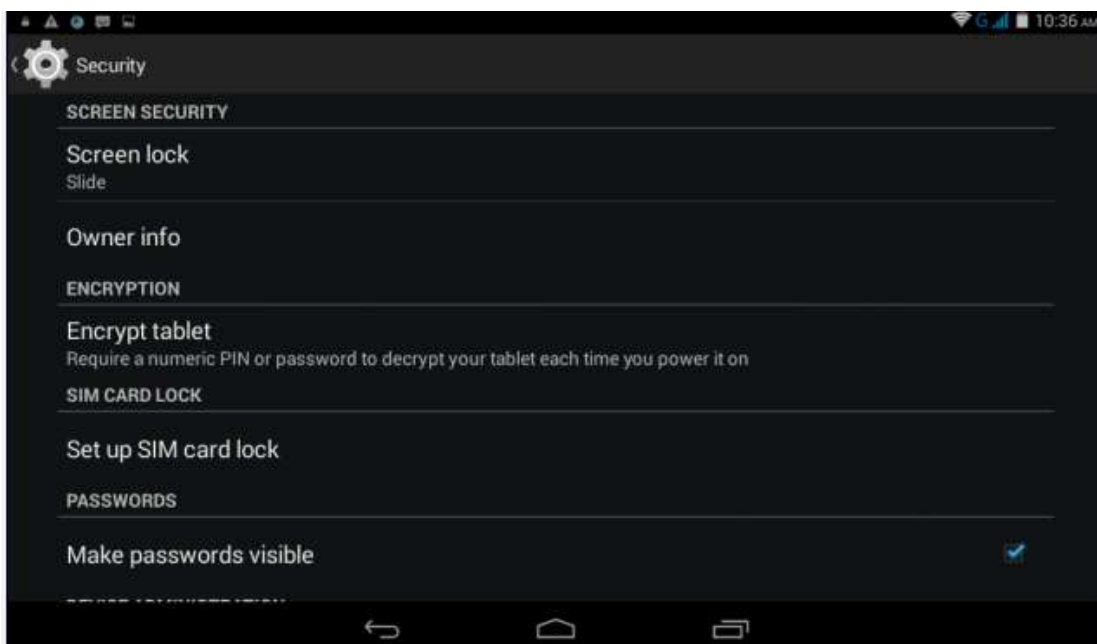 G 10:36 AM
Security
SCREEN SECURITY
Screen lock
Slide
Owner info
ENCRYPTION
Encrypt tablet
Require a numeric PIN or password to decrypt your tablet each time you power it on
SIM CARD LOCK
Set up SIM card lock
PASSWORDS
Make passwords visible
DEVICE ADMINISTRATION